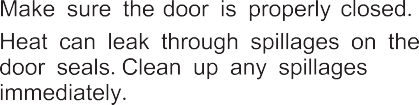 Make sure the door is properly closed.
Heat can leak through spillages on the
door seals. Clean up any spillages
immediately.